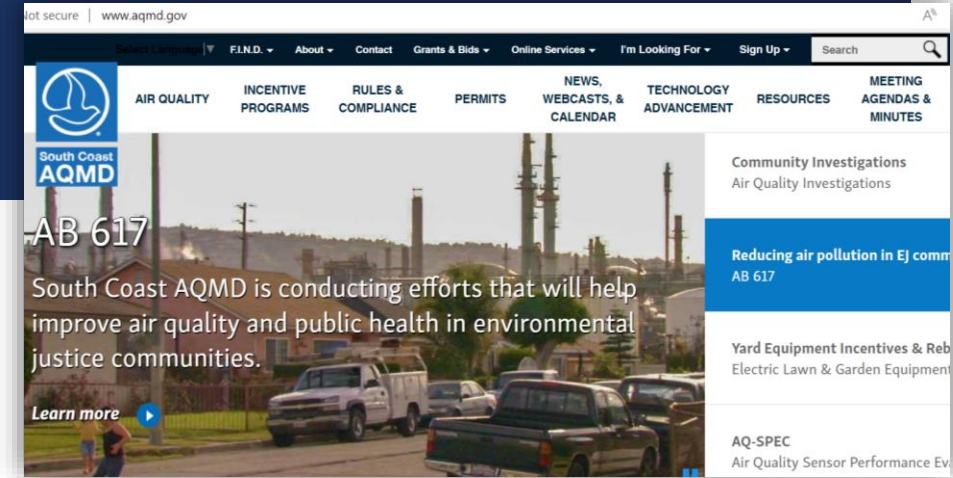 Not secure | www.aqmd.gov
Select Language
F.I.N.D. About Contact Grants & Bids Online Services I'm Looking For Sign Up Search
AIR QUALITY
INCENTIVE
PROGRAMS
RULES &
COMPLIANCE
PERMITS
NEWS,
WEBCASTS, &
CALENDAR
TECHNOLOGY
ADVANCEMENT
RESOURCES
MEETING
AGENDAS &
MINUTES
South Coast
AQMD
AB 617
South Coast AQMD is conducting efforts that will help
improve air quality and public health in environmental
justice communities.
Learn more
Community Investigations
Air Quality Investigations
Reducing air pollution in EJ comm
AB 617
Yard Equipment Incentives & Reb
Electric Lawn & Garden Equipment
AQ-SPEC
Air Quality Sensor Performance Ev